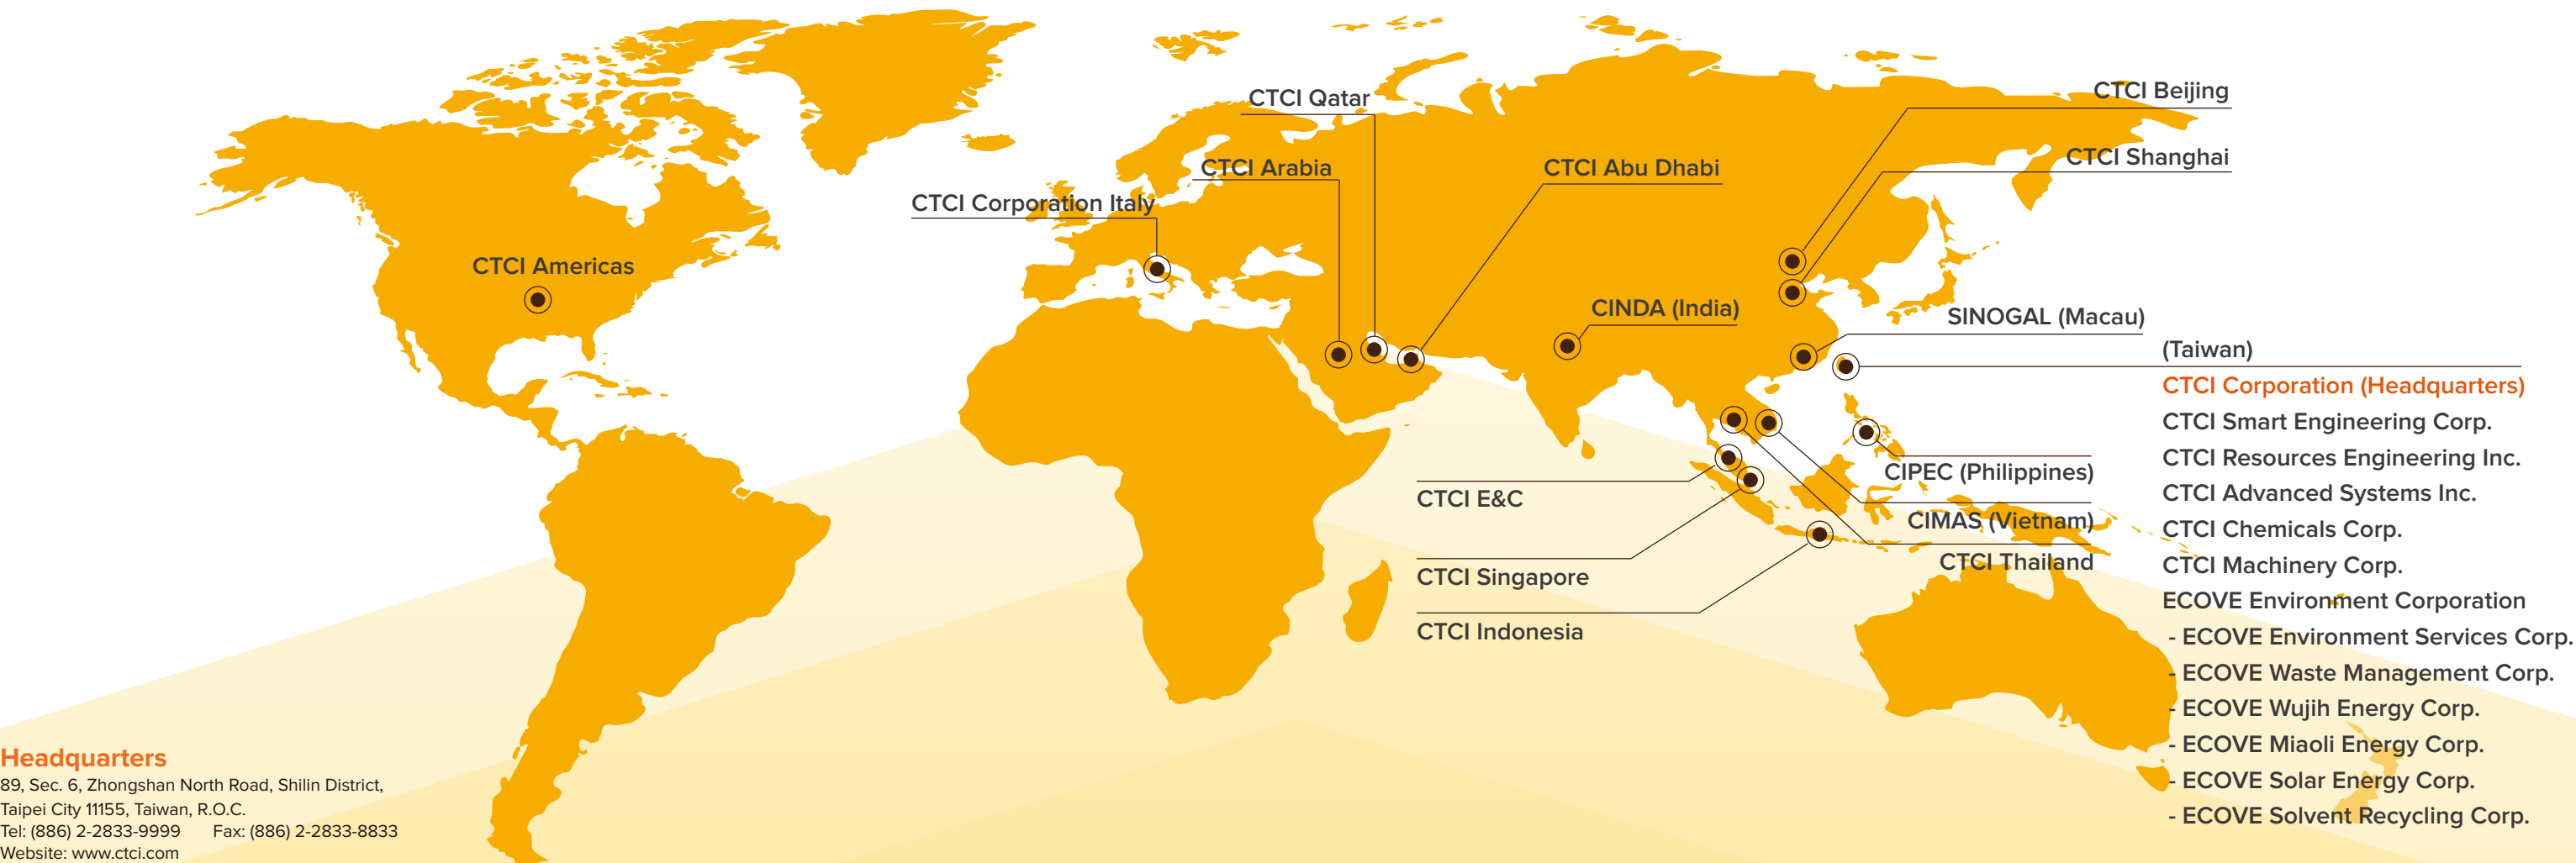 CTCI Qatar
CTCI Beijing
CTCI Arabia
CTCI Abu Dhabi
CTCI Shanghai
CTCI Corporation Italy
CTCI Americas
CINDA (India)
SINOGAL (Macau)
(Taiwan)
CTCI Corporation (Headquarters)
CTCI Smart Engineering Corp.
CTCI Resources Engineering Inc.
CTCI Advanced Systems Inc.
CTCI Chemicals Corp.
CTCI Machinery Corp.
ECOVE Environment Corporation
- ECOVE Environment Services Corp.
- ECOVE Waste Management Corp.
- ECOVE Wujih Energy Corp.
- ECOVE Miaoli Energy Corp.
- ECOVE Solar Energy Corp.
- ECOVE Solvent Recycling Corp.
CIPEC (Philippines)
CIMAS (Vietnam)
CTCI Thailand
CTCI E&C
CTCI Singapore
CTCI Indonesia
Headquarters
89, Sec. 6, Zhongshan North Road, Shilin District,
Taipei City 11155, Taiwan, R.O.C.
Tel: (886) 2-2833-9999 Fax: (886) 2-2833-8833
Website: www.ctci.com